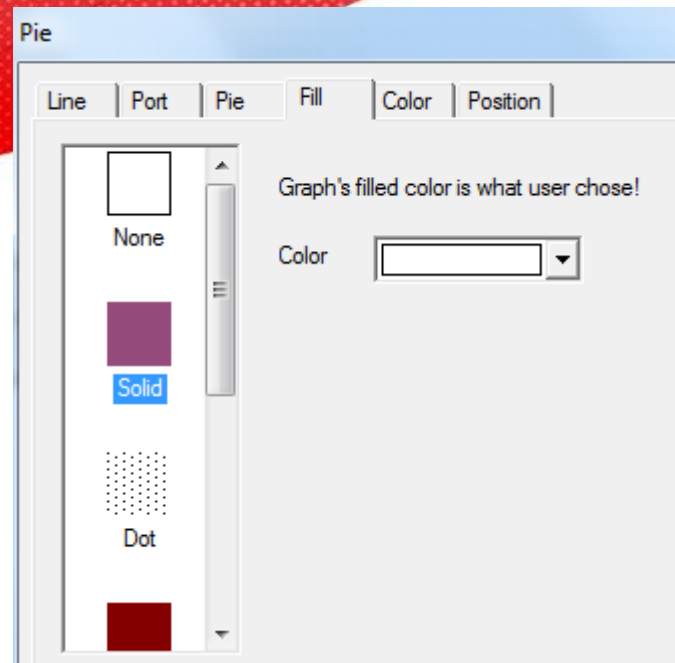 Pie
Line Port Pie Fill Color Position
Graph's filled color is what user chose!
None
Color
Solid
Dot